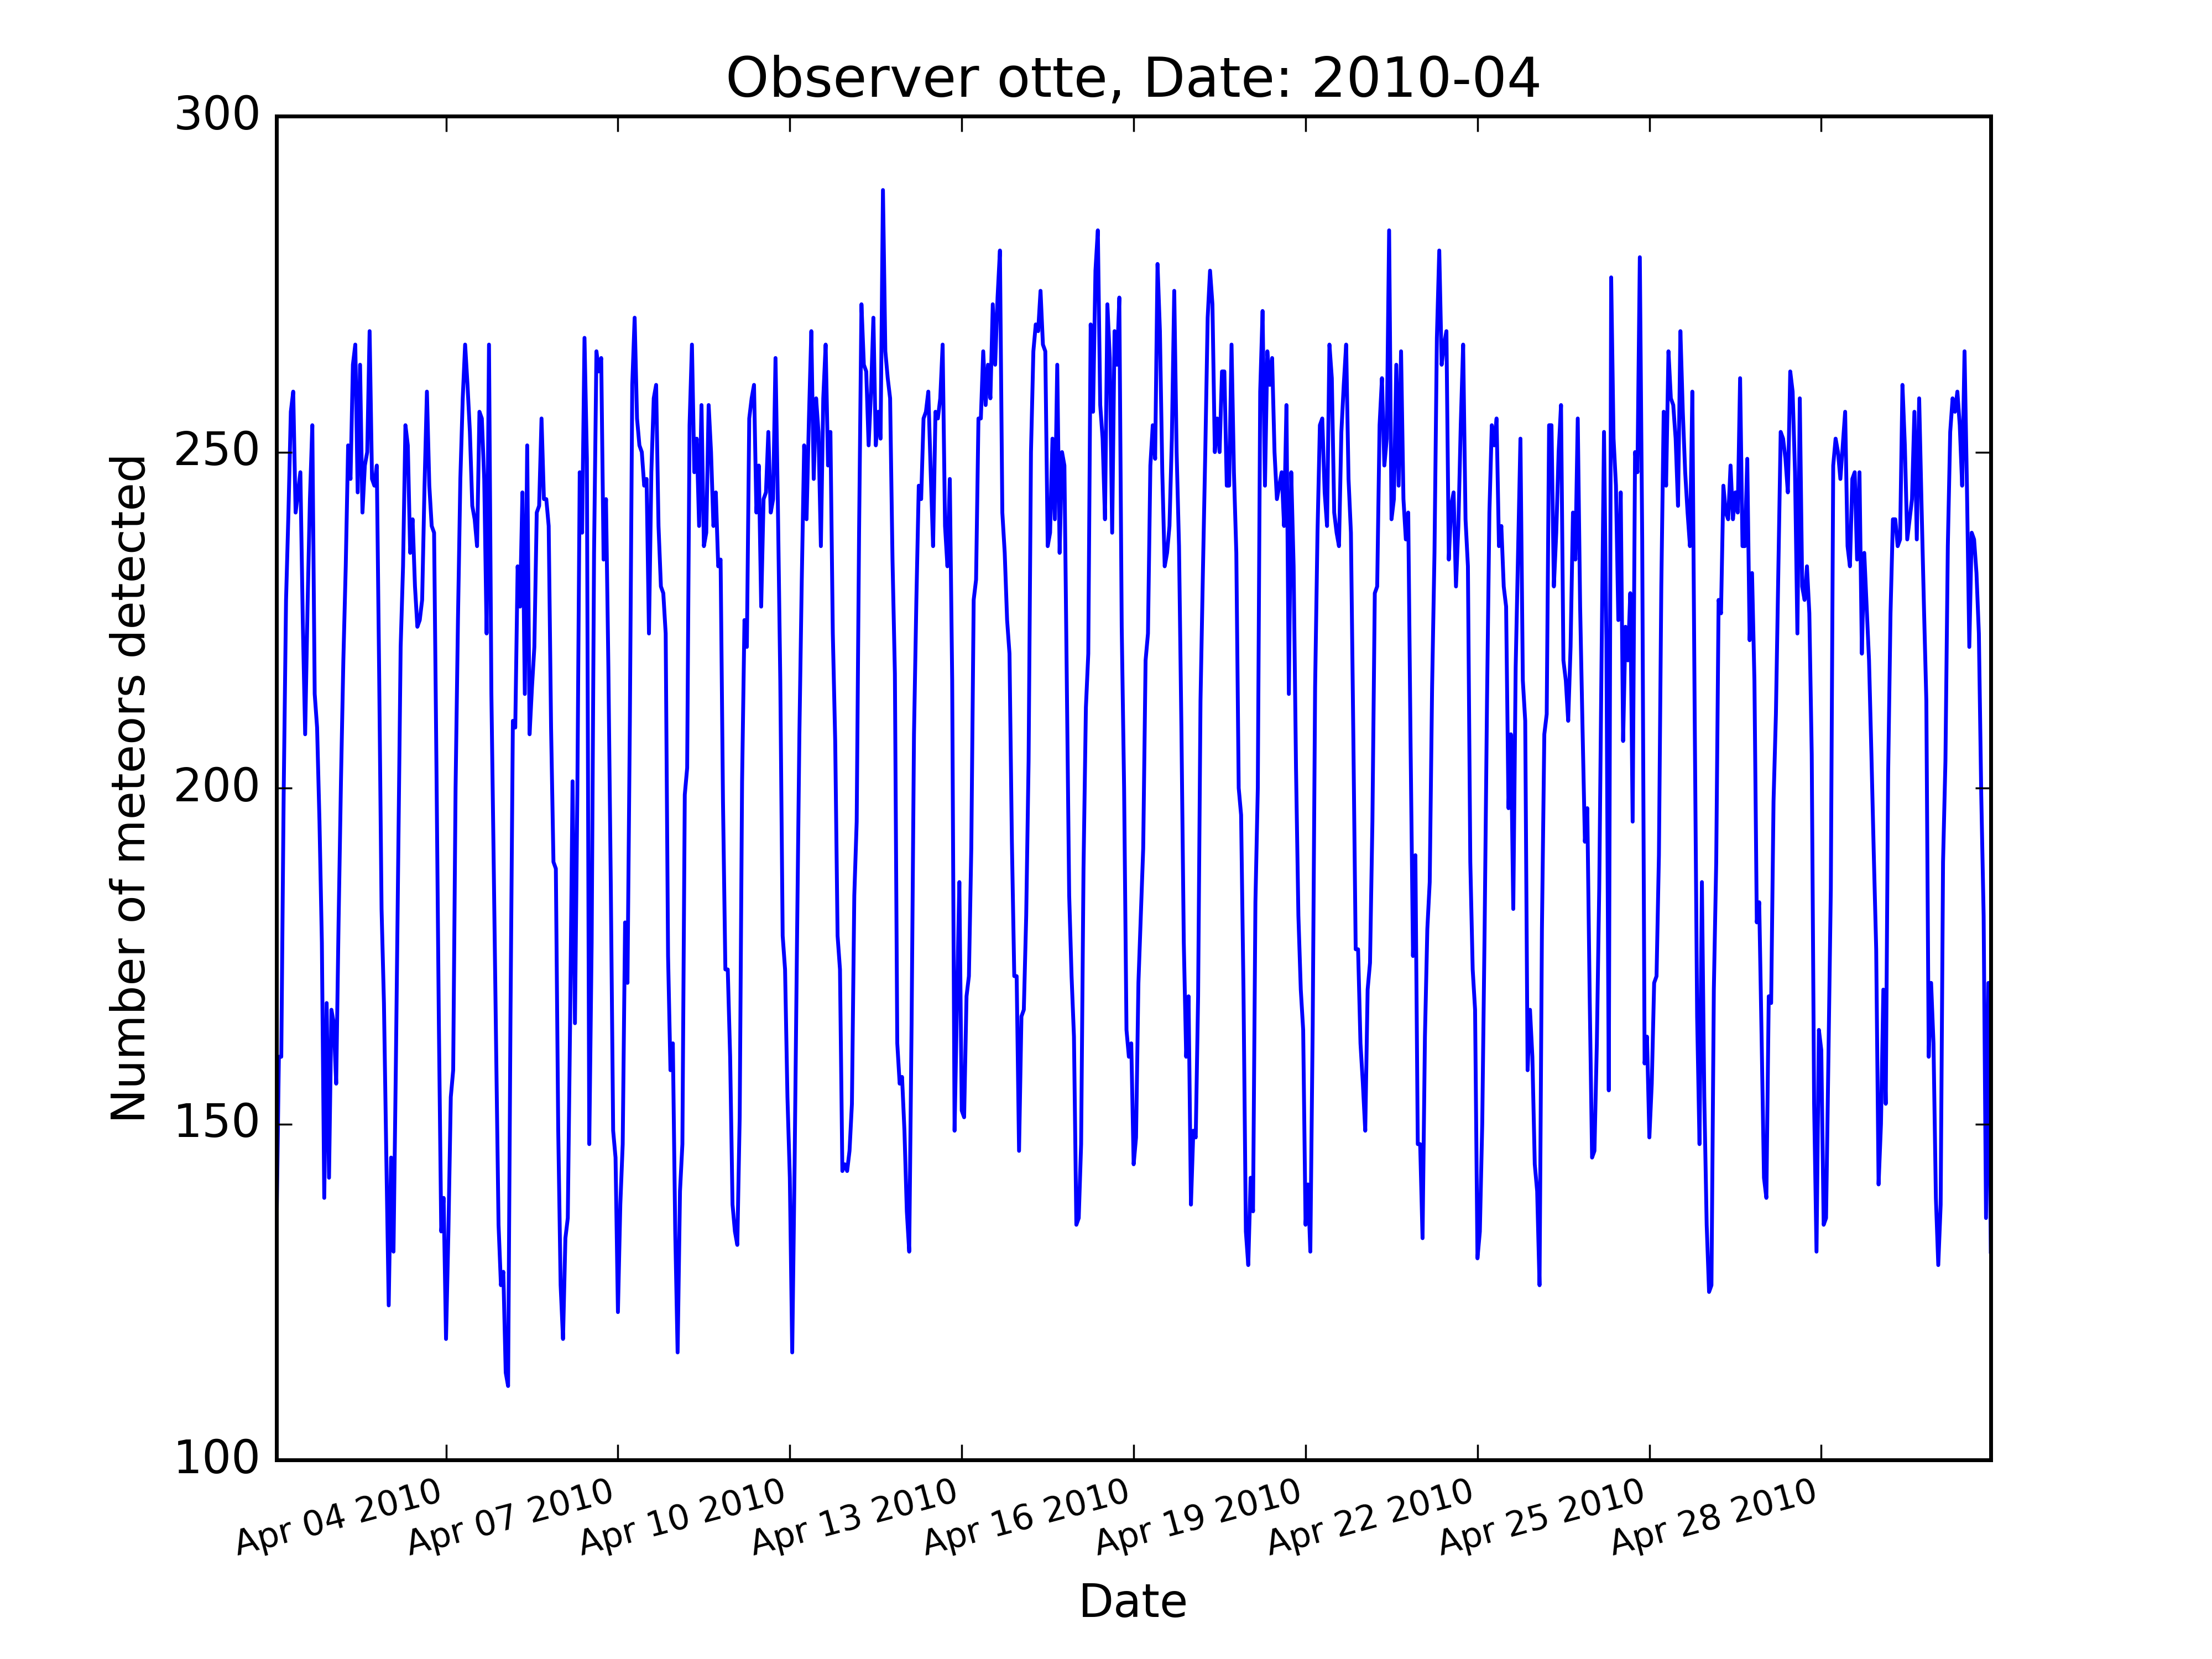 Observer otte, Date: 2010-04
300
250
200
150
100
Number of meteors detected
Apr 04 2010
Apr 07 2010
Apr 10 2010
Apr 13 2010
Apr 16 2010
Apr 19 2010
Apr 22 2010
Apr 25 2010
Apr 28 2010
Date